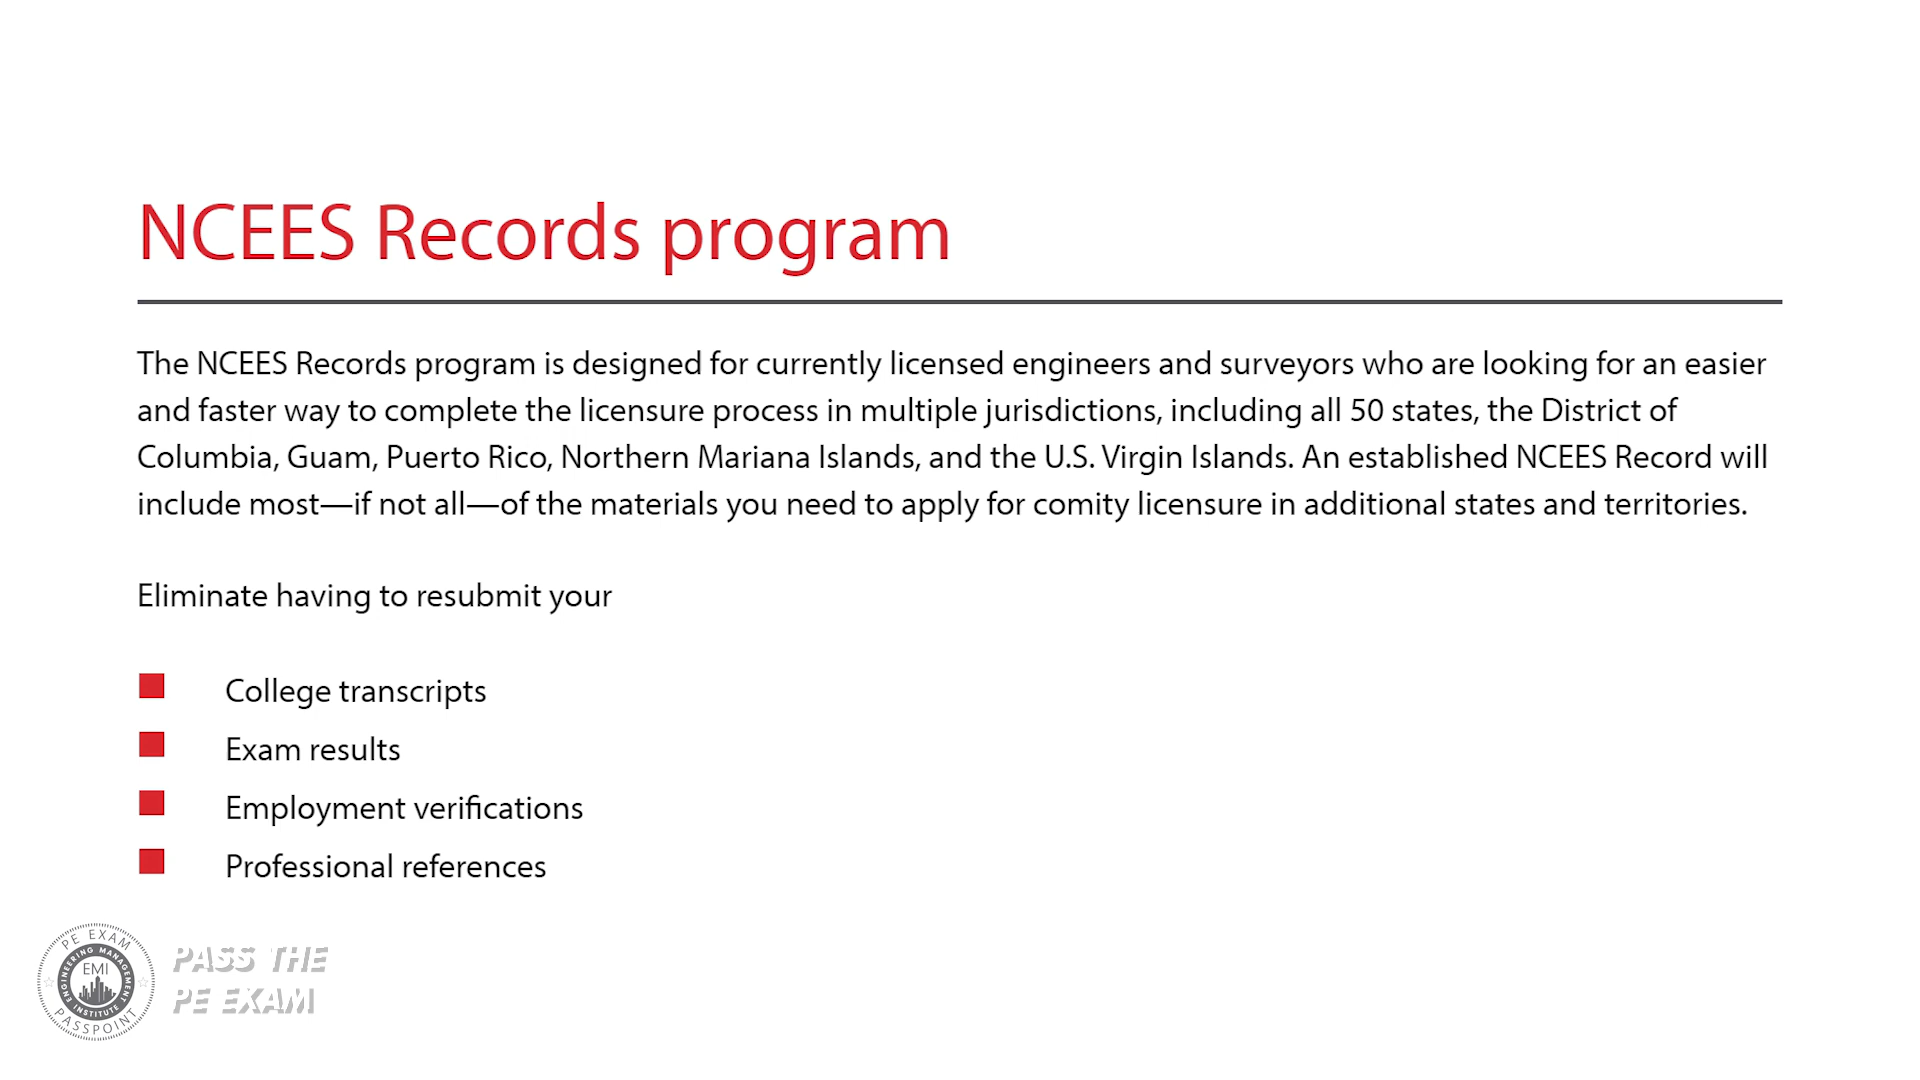 NCEES Records program
The NCEES Records program is designed for currently licensed engineers and surveyors who are looking for an easier
and faster way to complete the licensure process in multiple jurisdictions, including all 50 states, the District of
Columbia, Guam, Puerto Rico, Northern Mariana Islands, and the U.S. Virgin Islands. An established NCEES Record will
include most—if not all—of the materials you need to apply for comity licensure in additional states and territories.
Eliminate having to resubmit your
College transcripts
Exam results
Employment verifications
Professional references
PE EXAM
ENGINEERING MANAGEMENT
EMI
INSTITUTE
PASSPOINT
PASS THE
PE EXAM